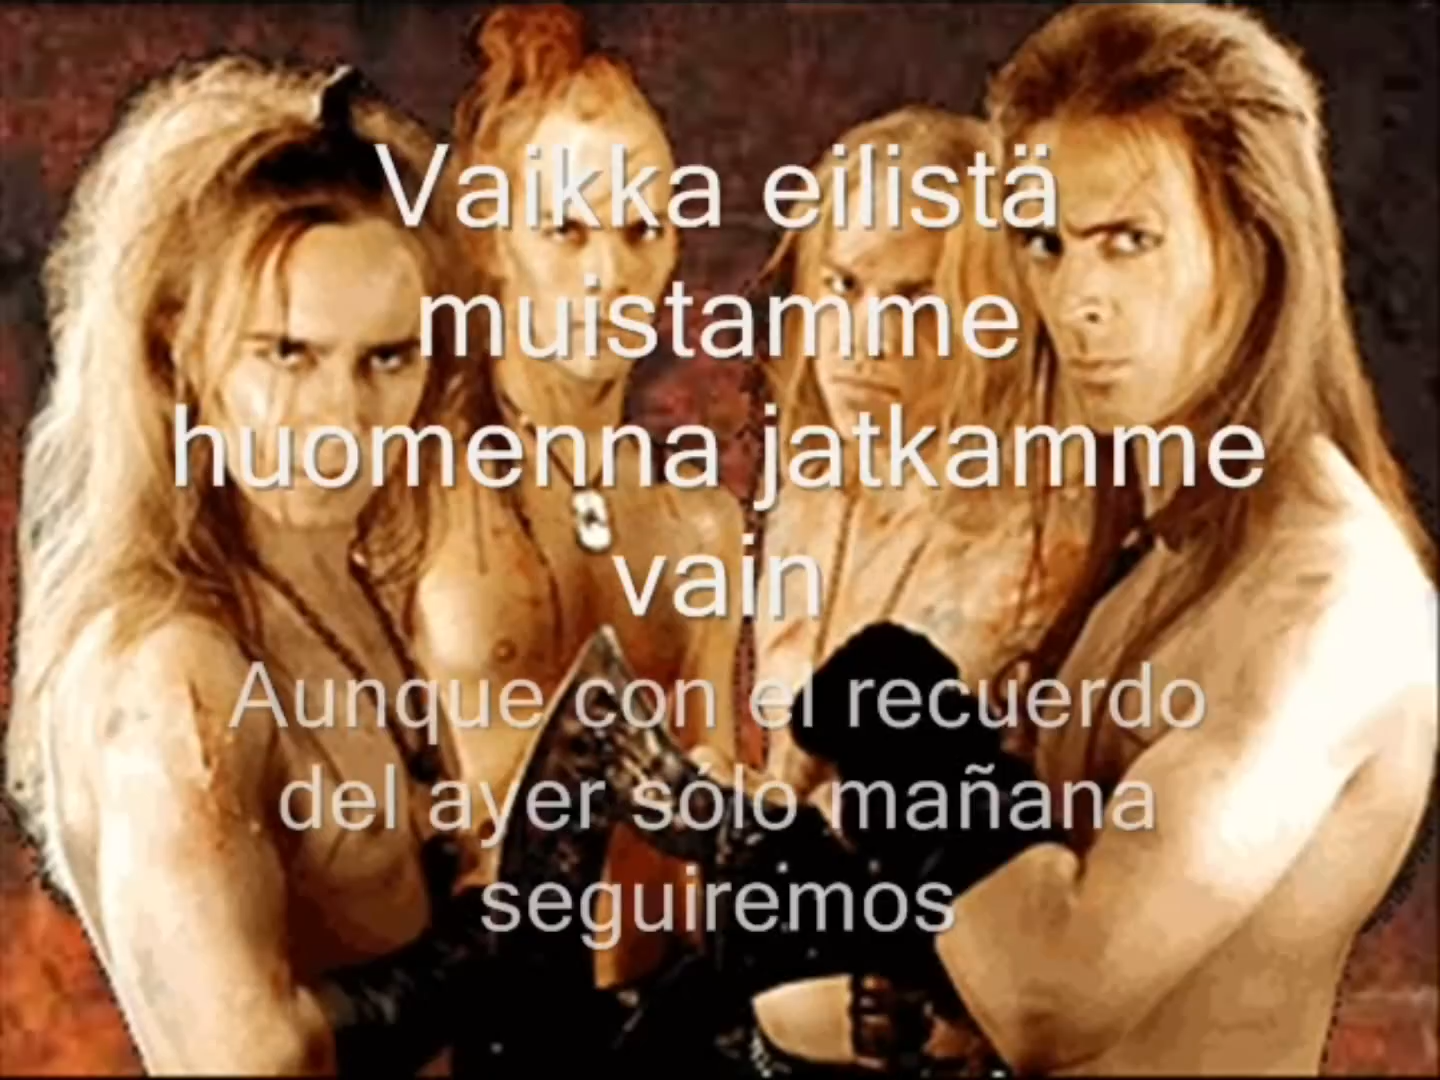 Vaikka eilistä
muistamme
huomenna jatkamme
vain
Aunque con el recuerdo
del ayer sólo mañana
seguiremos